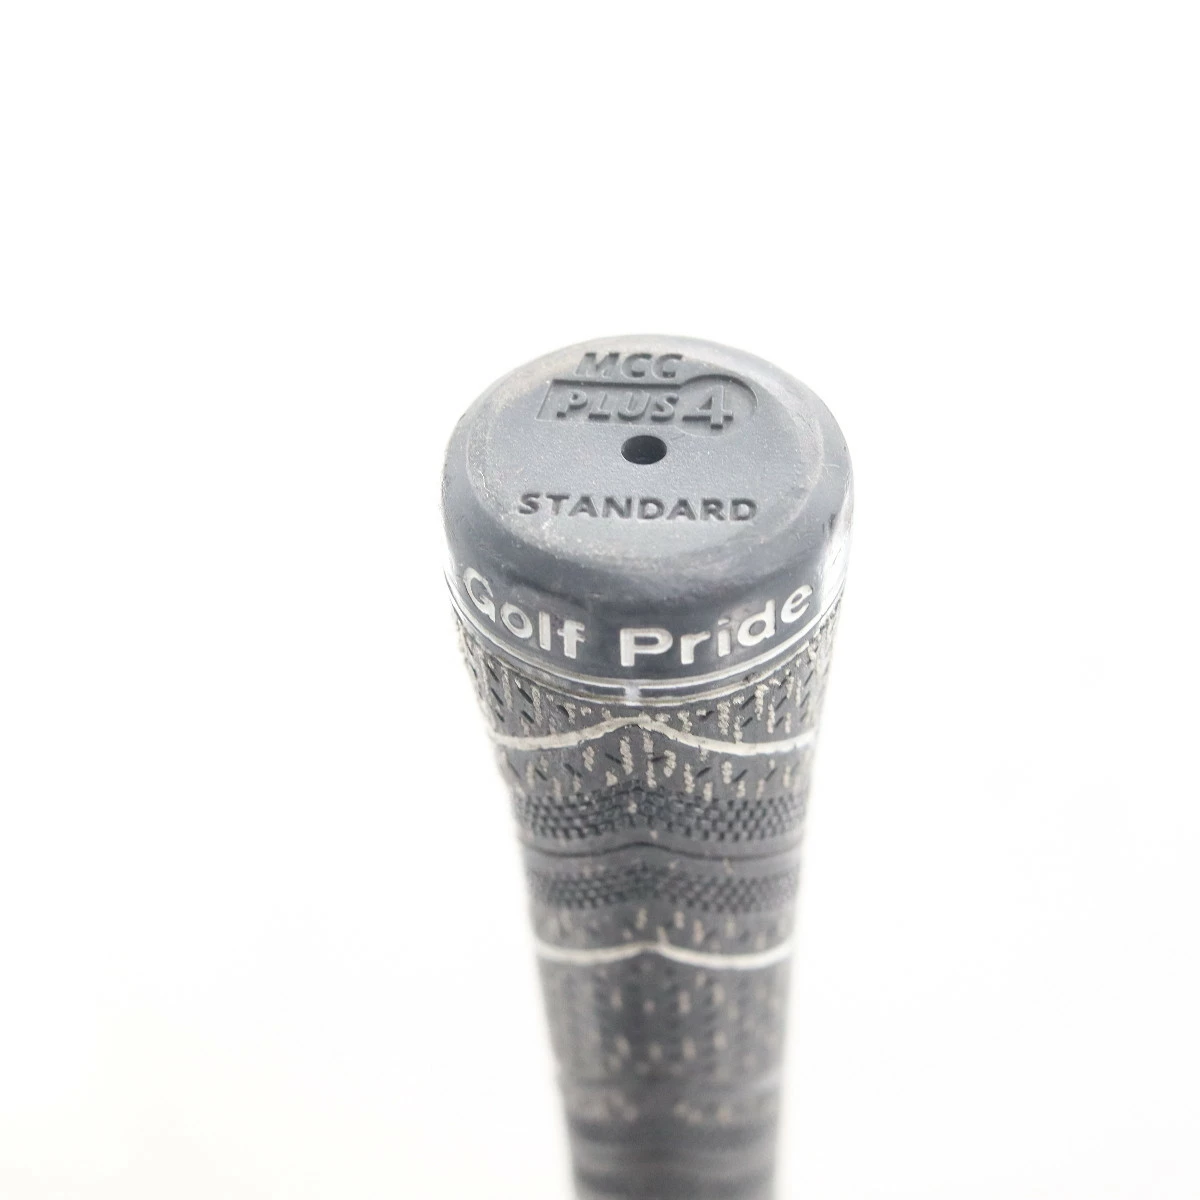 MCC
PLUS4
STANDARD
Golf Pride